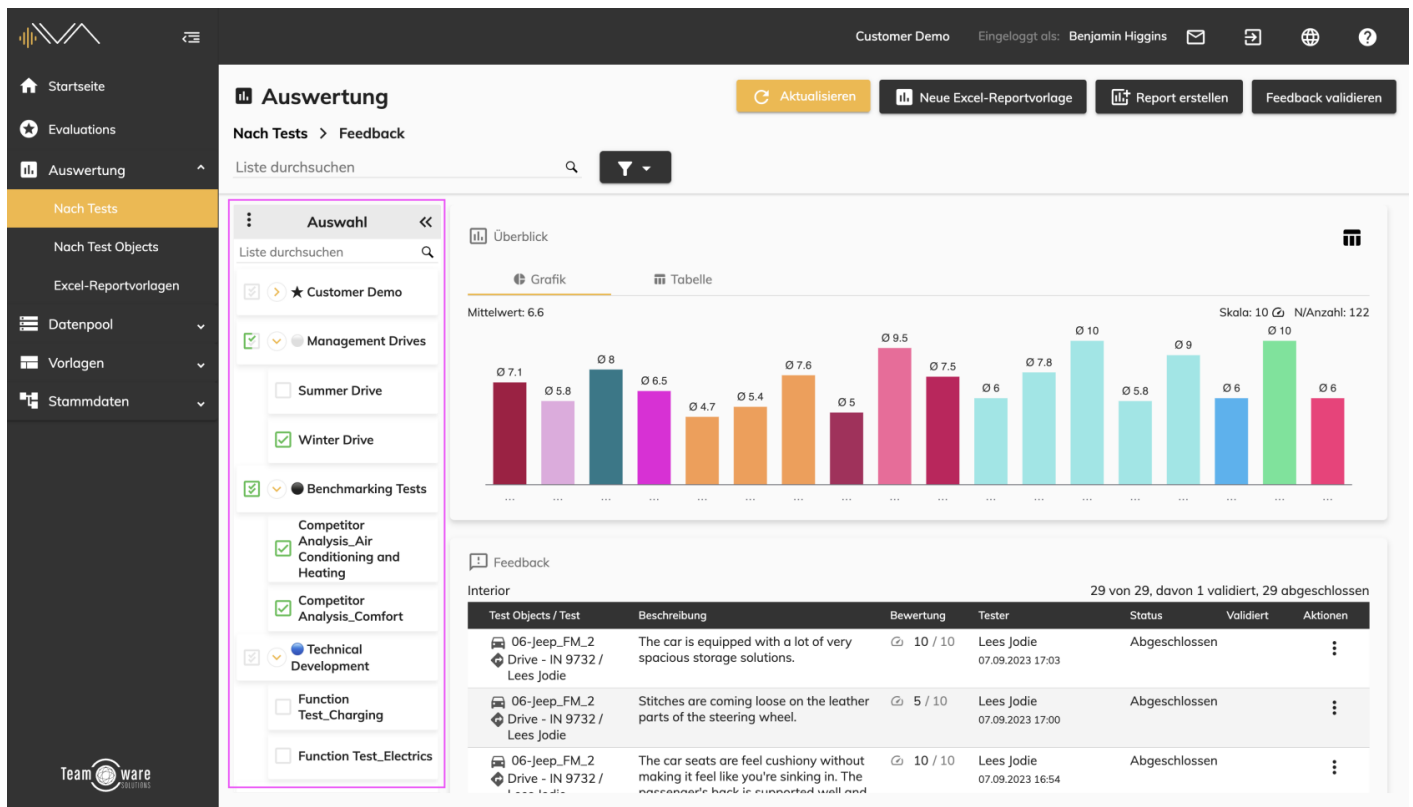 Customer Demo
Eingeloggt als: Benjamin Higgins
Startseite
Evaluations
Auswertung
Nach Tests
Nach Test Objects
Excel-Reportvorlagen
Datenpool
Vorlagen
Stammdaten
Team ware
SOLUTIONS
Auswertung
Aktualisieren
Neue Excel-Reportvorlage
Report erstellen
Feedback validieren
Nach Tests > Feedback
Liste durchsuchen
Auswahl
Liste durchsuchen
Customer Demo
Management Drives
Summer Drive
Winter Drive
Benchmarking Tests
Competitor
Analysis_Air
Conditioning and
Heating
Competitor
Analysis_Comfort
Technical
Development
Function
Test_Charging
Function Test_Electrics
Überblick
Grafik
Tabelle
Mittelwert: 6.6
Skala: 10 N/Anzahl: 122
Ø 7.1
Ø 5.8
Ø 8
Ø 6.5
Ø 4.7
Ø 5.4
Ø 7.6
Ø 5
Ø 9.5
Ø 7.5
Ø 6
Ø 7.8
Ø 10
Ø 5.8
Ø 9
Ø 6
Ø 10
Ø 6
... ... ... ... ... ... ... ... ... ... ... ... ... ... ... ... ... ...
Feedback
Interior
29 von 29, davon 1 validiert, 29 abgeschlossen
Test Objects / Test Beschreibung Bewertung Tester Status Validiert Aktionen
06-Jeep_FM_2
Drive - IN 9732 /
Lees Jodie
The car is equipped with a lot of very
spacious storage solutions.
10 / 10
Lees Jodie
07.09.2023 17:03
Abgeschlossen
06-Jeep_FM_2
Drive - IN 9732 /
Lees Jodie
Stitches are coming loose on the leather
parts of the steering wheel.
5 / 10
Lees Jodie
07.09.2023 17:00
Abgeschlossen
06-Jeep_FM_2
Drive - IN 9732 /
Lees Jodie
The car seats are feel cushiony without
making it feel like you're sinking in. The
passenger's back is supported well and
10 / 10
Lees Jodie
07.09.2023 16:54
Abgeschlossen